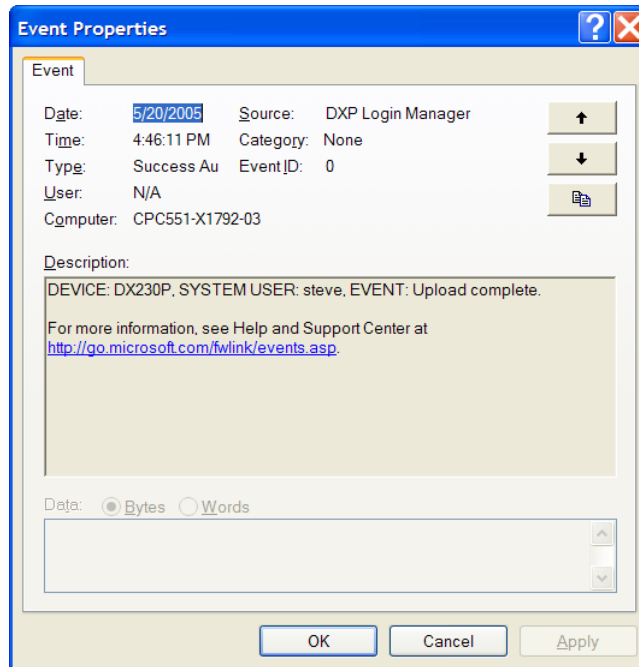 Event Properties
Event
Date: 5/20/2005 Source: DXP Login Manager
Time: 4:46:11 PM Category: None
Type: Success Au Event ID: 0
User: N/A
Computer: CPC551-X1792-03
Description:
DEVICE: DX230P, SYSTEM USER: steve, EVENT: Upload complete.
For more information, see Help and Support Center at
http://go.microsoft.com/fwlink/events.asp.
Data: Bytes Words
OK Cancel Apply